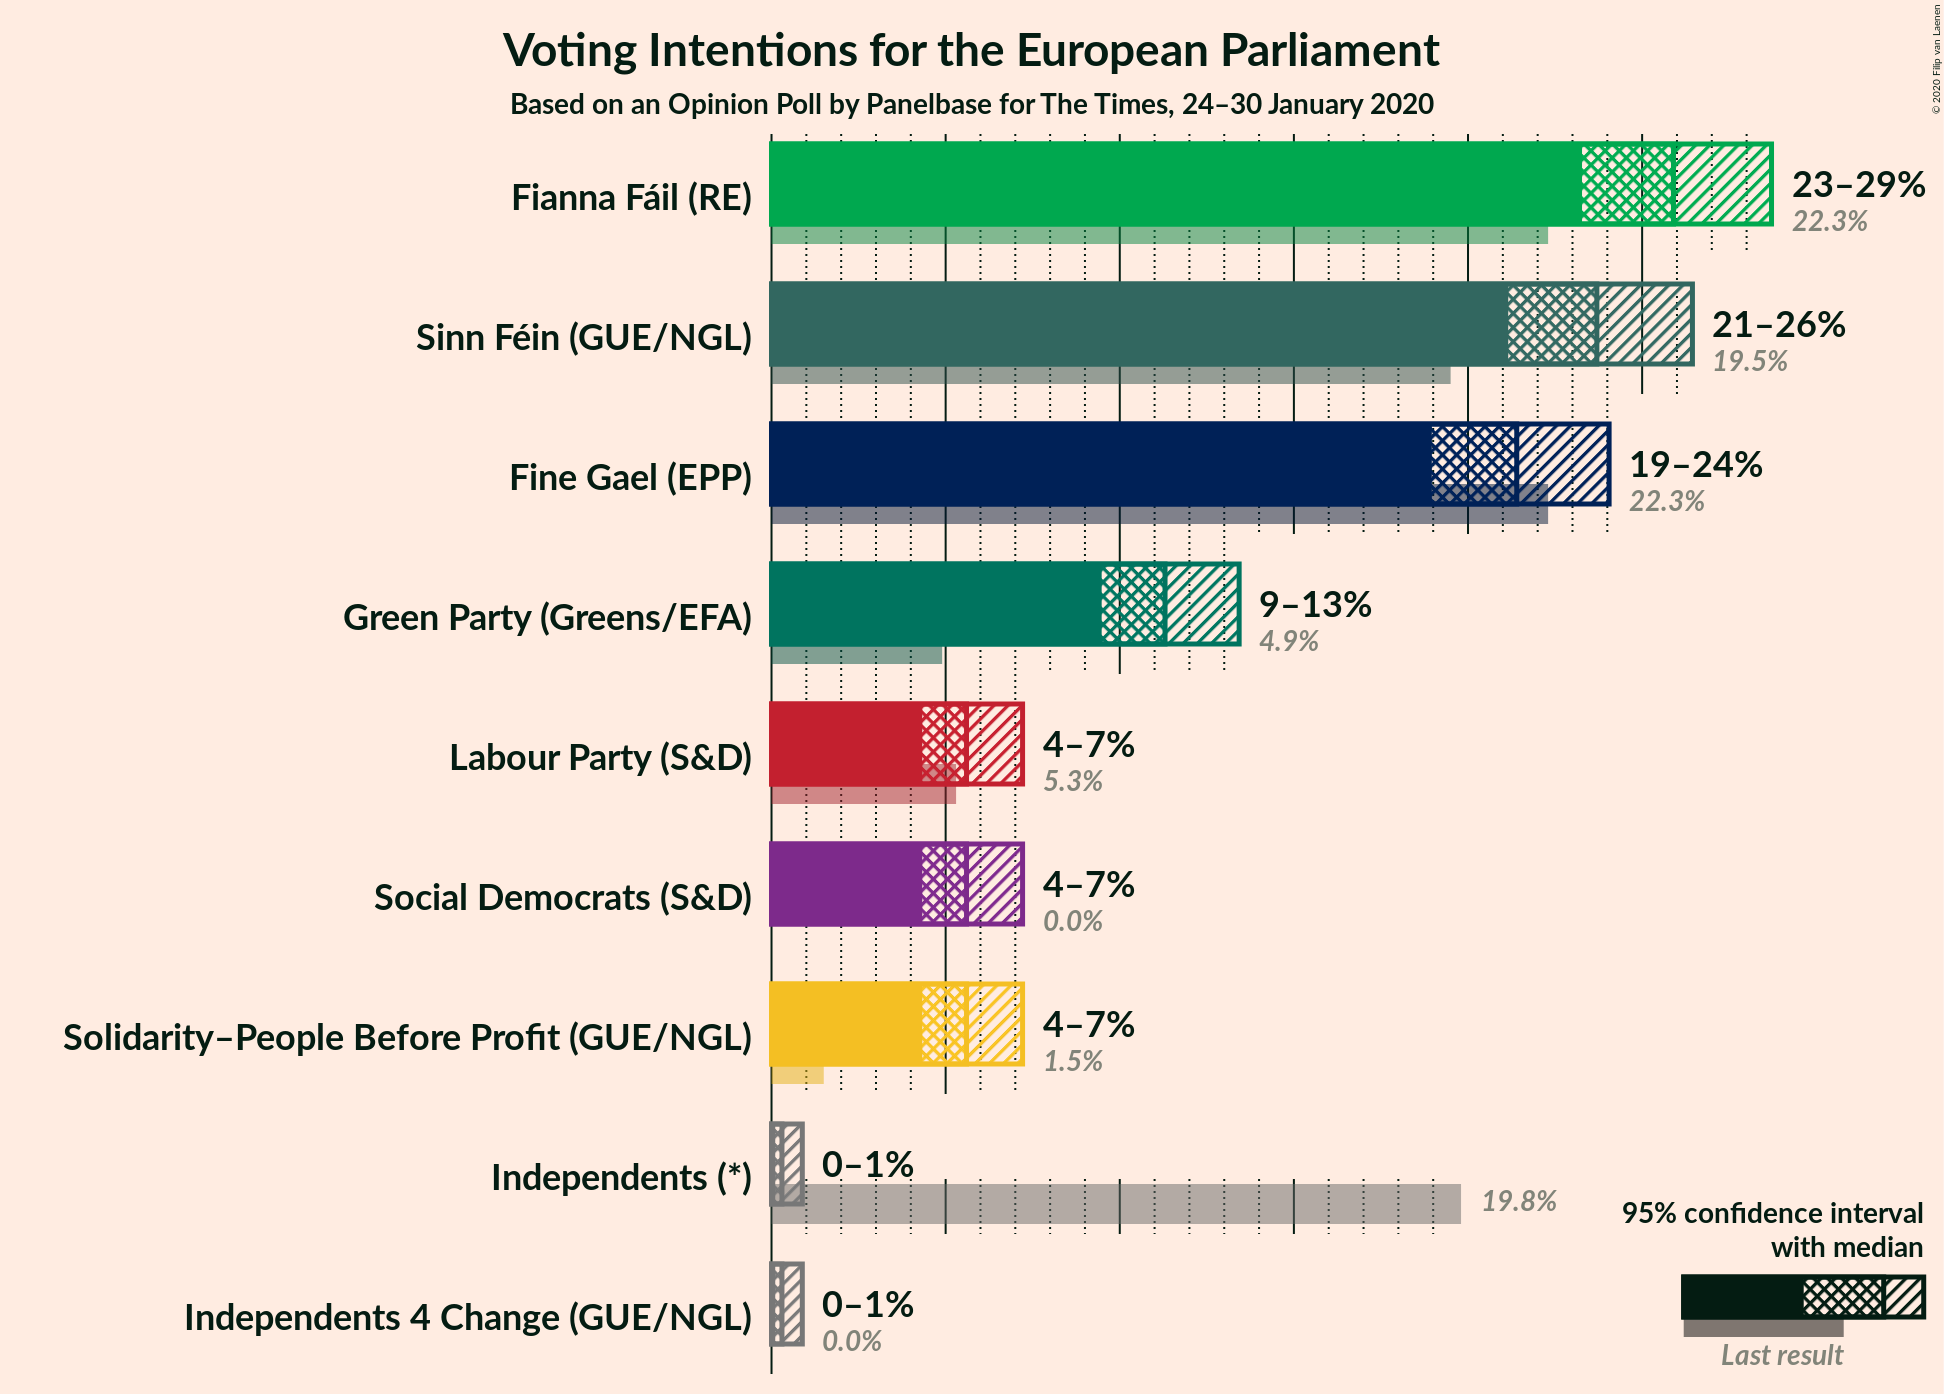 Voting Intentions for the European Parliament
Based on an Opinion Poll by Panelbase for The Times, 24–30 January 2020
© 2020 Filip van Laenen
Fianna Fáil (RE)
23–29%
22.3%
Sinn Féin (GUE/NGL)
21–26%
19.5%
Fine Gael (EPP)
19–24%
22.3%
Green Party (Greens/EFA)
9–13%
4.9%
Labour Party (S&D)
4–7%
5.3%
Social Democrats (S&D)
4–7%
0.0%
Solidarity–People Before Profit (GUE/NGL)
4–7%
1.5%
Independents (*)
0–1%
19.8%
Independents 4 Change (GUE/NGL)
0–1%
0.0%
95% confidence interval
with median
Last result